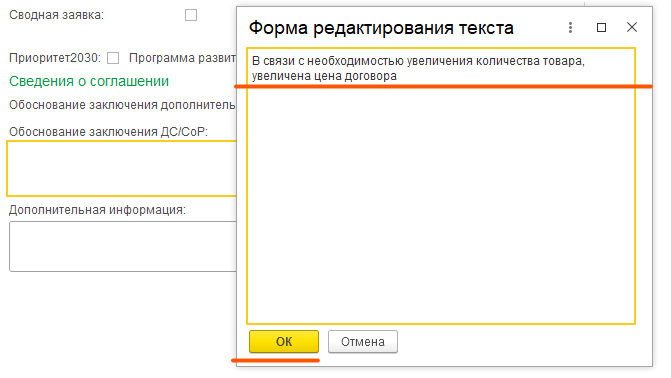 Сводная заявка:
Приоритет2030:
Программа развит
Сведения о соглашении
Обоснование заключения дополнитель
Обоснование заключения ДС/СоР:
Дополнительная информация:
Форма редактирования текста
В связи с необходимостью увеличения количества товара,
увеличена цена договора
ОК
Отмена